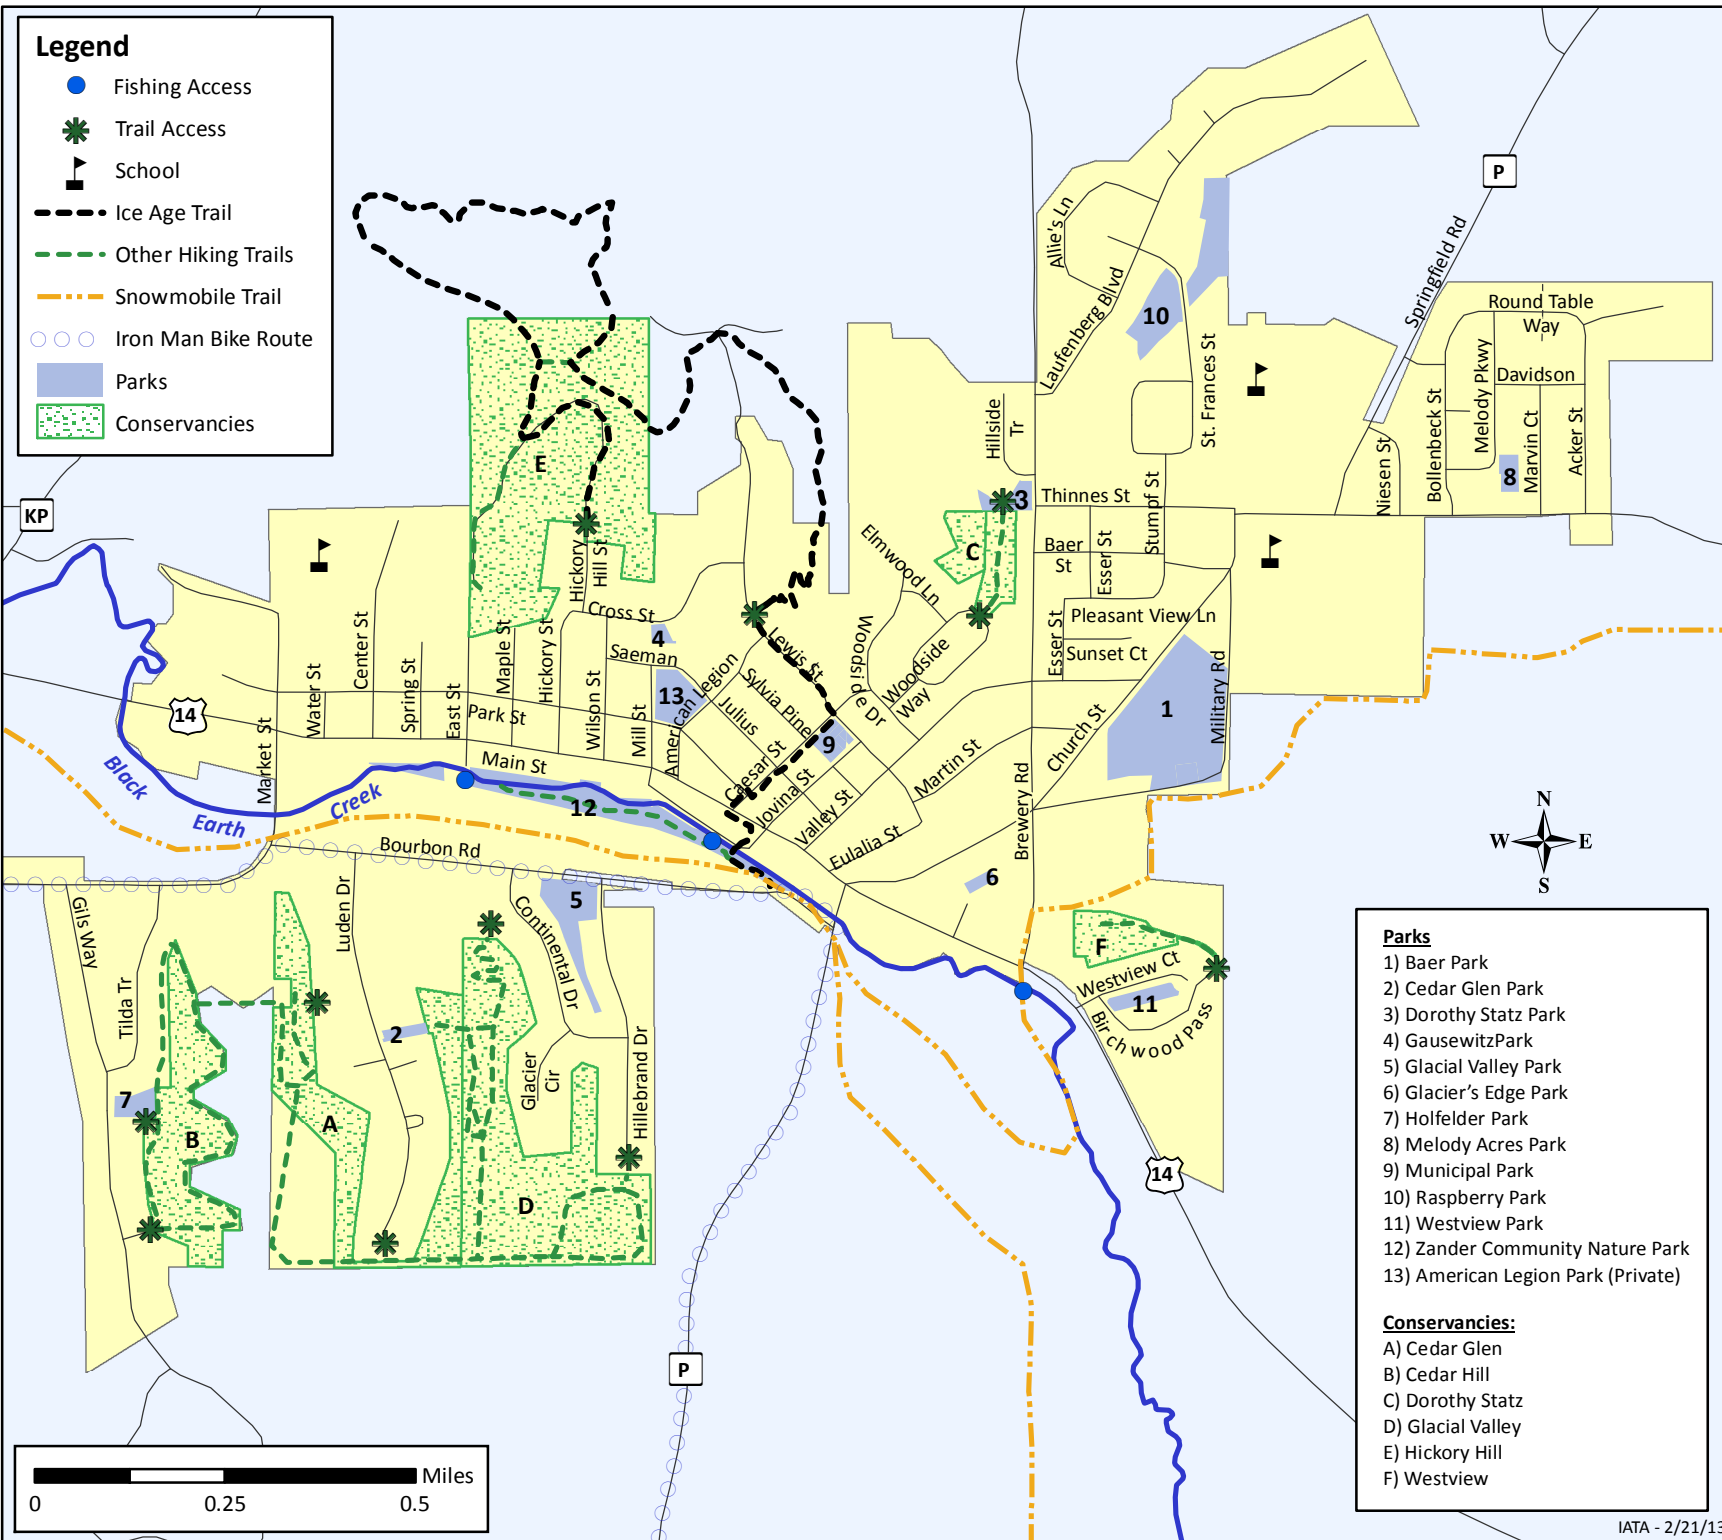 Legend
Fishing Access
Trail Access
School
Ice Age Trail
Other Hiking Trails
Snowmobile Trail
Iron Man Bike Route
Parks
Conservancies
P
Springfield Rd
Allie's Ln
Laufenberg Blvd
10
St. Frances St
Round Table
Way
Davidson
Melody Pkwy
Bollenbeck St
Marvin Ct
Acker St
8
Niesen St
Hillside
Tr
3
Thinnes St
Stumpf St
Baer
St
Esser St
Pleasant View Ln
Esser St
Sunset Ct
C
Elmwood Ln
Woodside Dr
Woodside
Way
E
KP
Hickory
Hill St
Cross St
4
Saeman
Lewis St
13
American Legion
Sylvia Pine
Julius
Caesar St
Jovina St
Valley St
9
Martin St
Eulalia St
Church St
1
Military Rd
Brewery Rd
6
Center St
Water St
Spring St
East St
Maple St
Hickory St
Wilson St
Mill St
Park St
Main St
Market St
14
Black
Earth
Creek
12
Bourbon Rd
N
W
E
S
Gils Way
Tilda Tr
Luden Dr
Continental Dr
5
2
Glacier
Cir
Hillebrand Dr
7
B
A
D
F
Westview Ct
11
Birchwood Pass
14
P
Parks
1) Baer Park
2) Cedar Glen Park
3) Dorothy Statz Park
4) GausewitzPark
5) Glacial Valley Park
6) Glacier’s Edge Park
7) Holfelder Park
8) Melody Acres Park
9) Municipal Park
10) Raspberry Park
11) Westview Park
12) Zander Community Nature Park
13) American Legion Park (Private)
Conservancies:
A) Cedar Glen
B) Cedar Hill
C) Dorothy Statz
D) Glacial Valley
E) Hickory Hill
F) Westview
Miles
0 0.25 0.5
IATA - 2/21/13